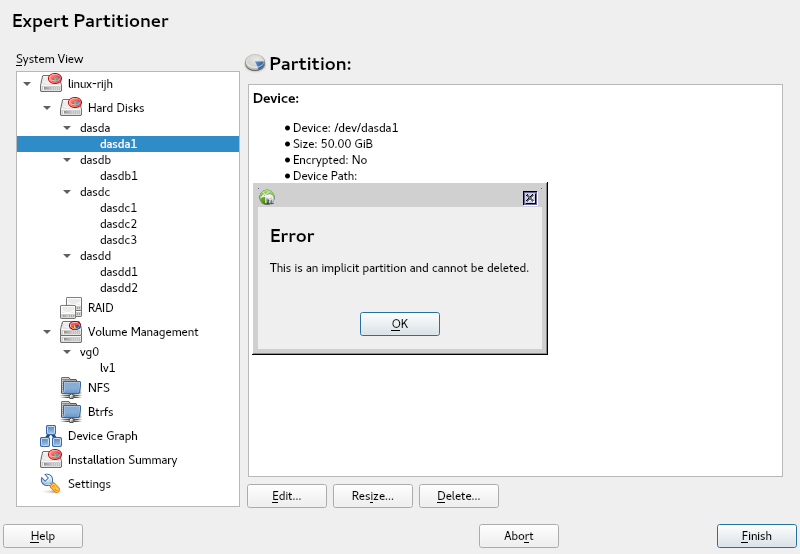 Expert Partitioner
System View
linux-rijh
Hard Disks
dasda
dasda1
dasdb
dasdb1
dasdc
dasdc1
dasdc2
dasdc3
dasdd
dasdd1
dasdd2
RAID
Volume Management
vg0
lv1
NFS
Btrfs
Device Graph
Installation Summary
Settings
Partition:
Device:
● Device: /dev/dasda1
● Size: 50.00 GiB
● Encrypted: No
● Device Path:
Error
This is an implicit partition and cannot be deleted.
OK
Edit... Resize... Delete...
Help Abort Finish